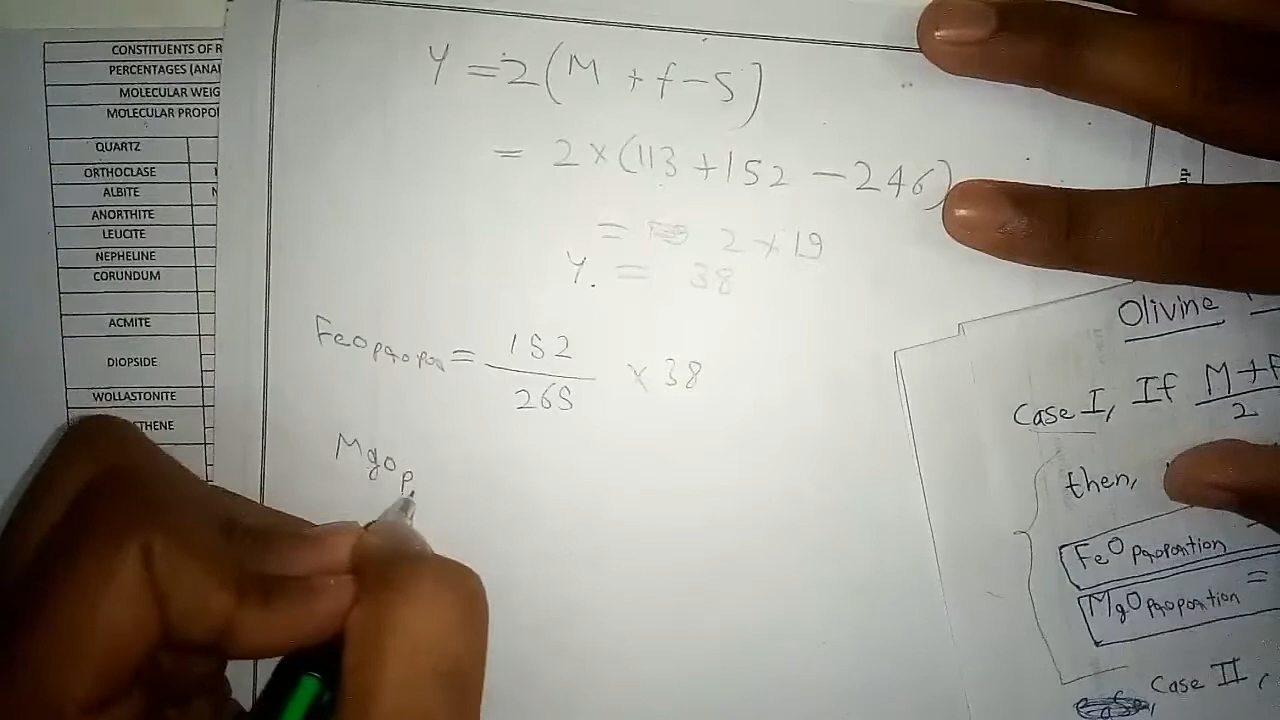 CONSTITUENTS OF R
PERCENTAGES (ANA
MOLECULAR WEIG
MOLECULAR PROPO
QUARTZ
ORTHOCLASE
ALBITE
ANORTHITE
LEUCITE
NEPHELINE
CORUNDUM
ACMITE
DIOPSIDE
WOLLASTONITE
THENE
Y = 2(M + f - S)
= 2 × (113 + 152 - 246)
= 2 × 19
Y. = 38
FeO propor = 152/265 × 38
MgO p
Olivine
Case I, If M+F/2
then,
FeO proportion =
MgO proportion =
Case II,